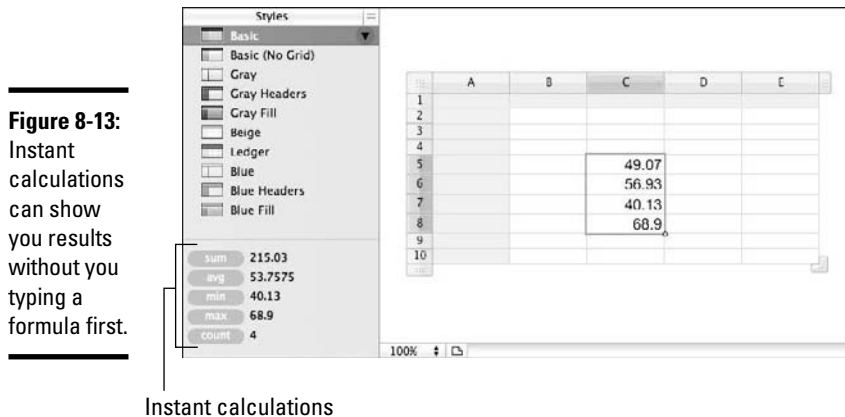 Styles
Basic
Basic (No Grid)
Gray
Gray Headers
Gray Fill
Beige
Ledger
Blue
Blue Headers
Blue Fill
sum 215.03
avg 53.7575
min 40.13
max 68.9
count 4
A B C D E
1
2
3
4
5 49.07
6 56.93
7 40.13
8 68.9
9
10
100%
Figure 8-13:
Instant
calculations
can show
you results
without you
typing a
formula first.
Instant calculations